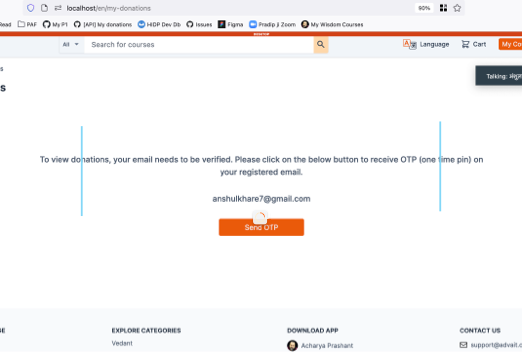 localhost/en/my-donations
90%
Read PAF My P1 [API] My donations HIDP Dev Db Issues Figma Pradip ji Zoom My Wisdom Courses
All Search for courses Language Cart My Co
s
Talking:
s
To view donations, your email needs to be verified. Please click on the below button to receive OTP (one time pin) on
your registered email.
anshulkhare7@gmail.com
Send OTP
SE EXPLORE CATEGORIES DOWNLOAD APP CONTACT US
Vedant Acharya Prashant support@advait.c